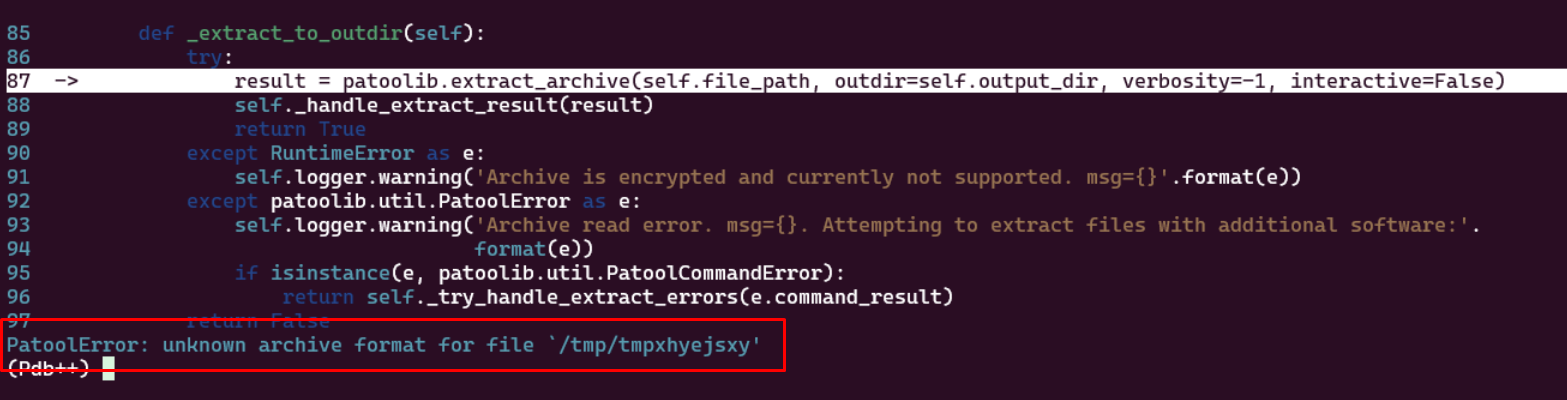 85         def _extract_to_outdir(self):
86             try:
87  ->             result = patoolib.extract_archive(self.file_path, outdir=self.output_dir, verbosity=-1, interactive=False)
88                 self._handle_extract_result(result)
89                 return True
90             except RuntimeError as e:
91                 self.logger.warning('Archive is encrypted and currently not supported. msg={}'.format(e))
92             except patoolib.util.PatoolError as e:
93                 self.logger.warning('Archive read error. msg={}. Attempting to extract files with additional software:'.
94                                     format(e))
95                 if isinstance(e, patoolib.util.PatoolCommandError):
96                     return self._try_handle_extract_errors(e.command_result)
97             return False
PatoolError: unknown archive format for file `/tmp/tmpxhyejsxy'
(Pdb++)